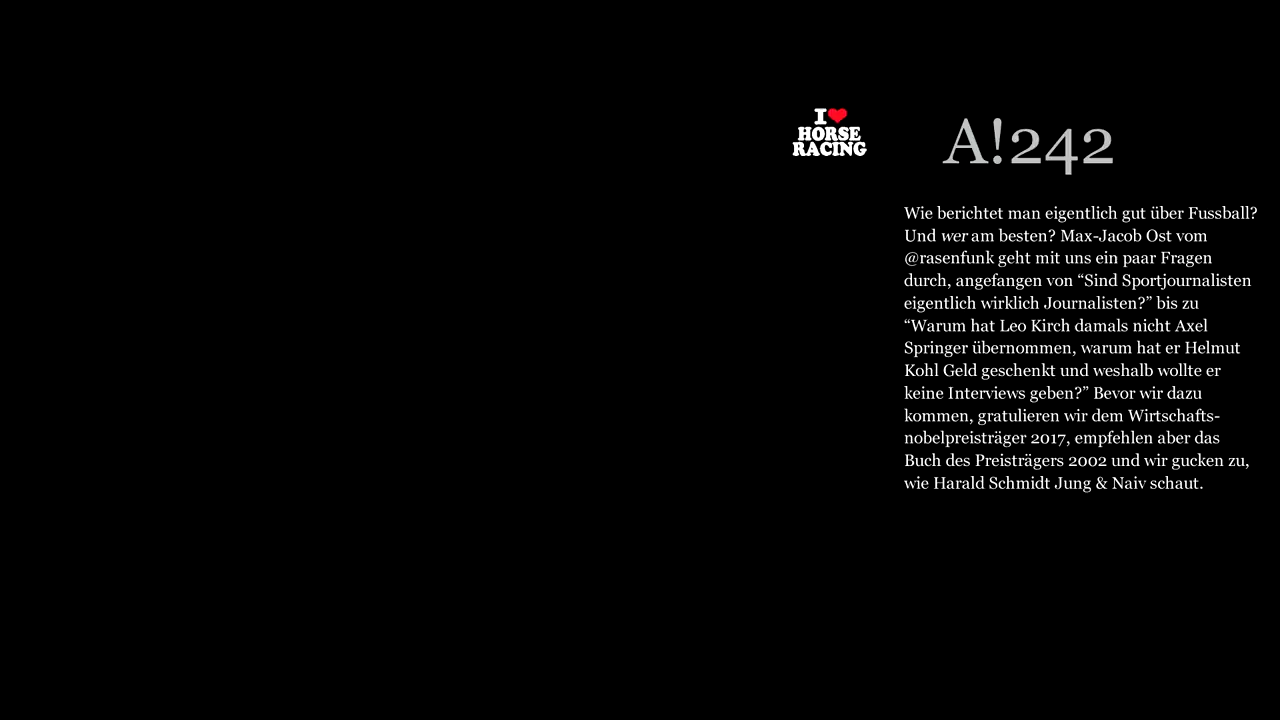 I❤
HORSE
RACING
A!242
Wie berichtet man eigentlich gut über Fussball?
Und wer am besten? Max-Jacob Ost vom
@rasenfunk geht mit uns ein paar Fragen
durch, angefangen von “Sind Sportjournalisten
eigentlich wirklich Journalisten?” bis zu
“Warum hat Leo Kirch damals nicht Axel
Springer übernommen, warum hat er Helmut
Kohl Geld geschenkt und weshalb wollte er
keine Interviews geben?” Bevor wir dazu
kommen, gratulieren wir dem Wirtschafts-
nobelpreisträger 2017, empfehlen aber das
Buch des Preisträgers 2002 und wir gucken zu,
wie Harald Schmidt Jung & Naiv schaut.